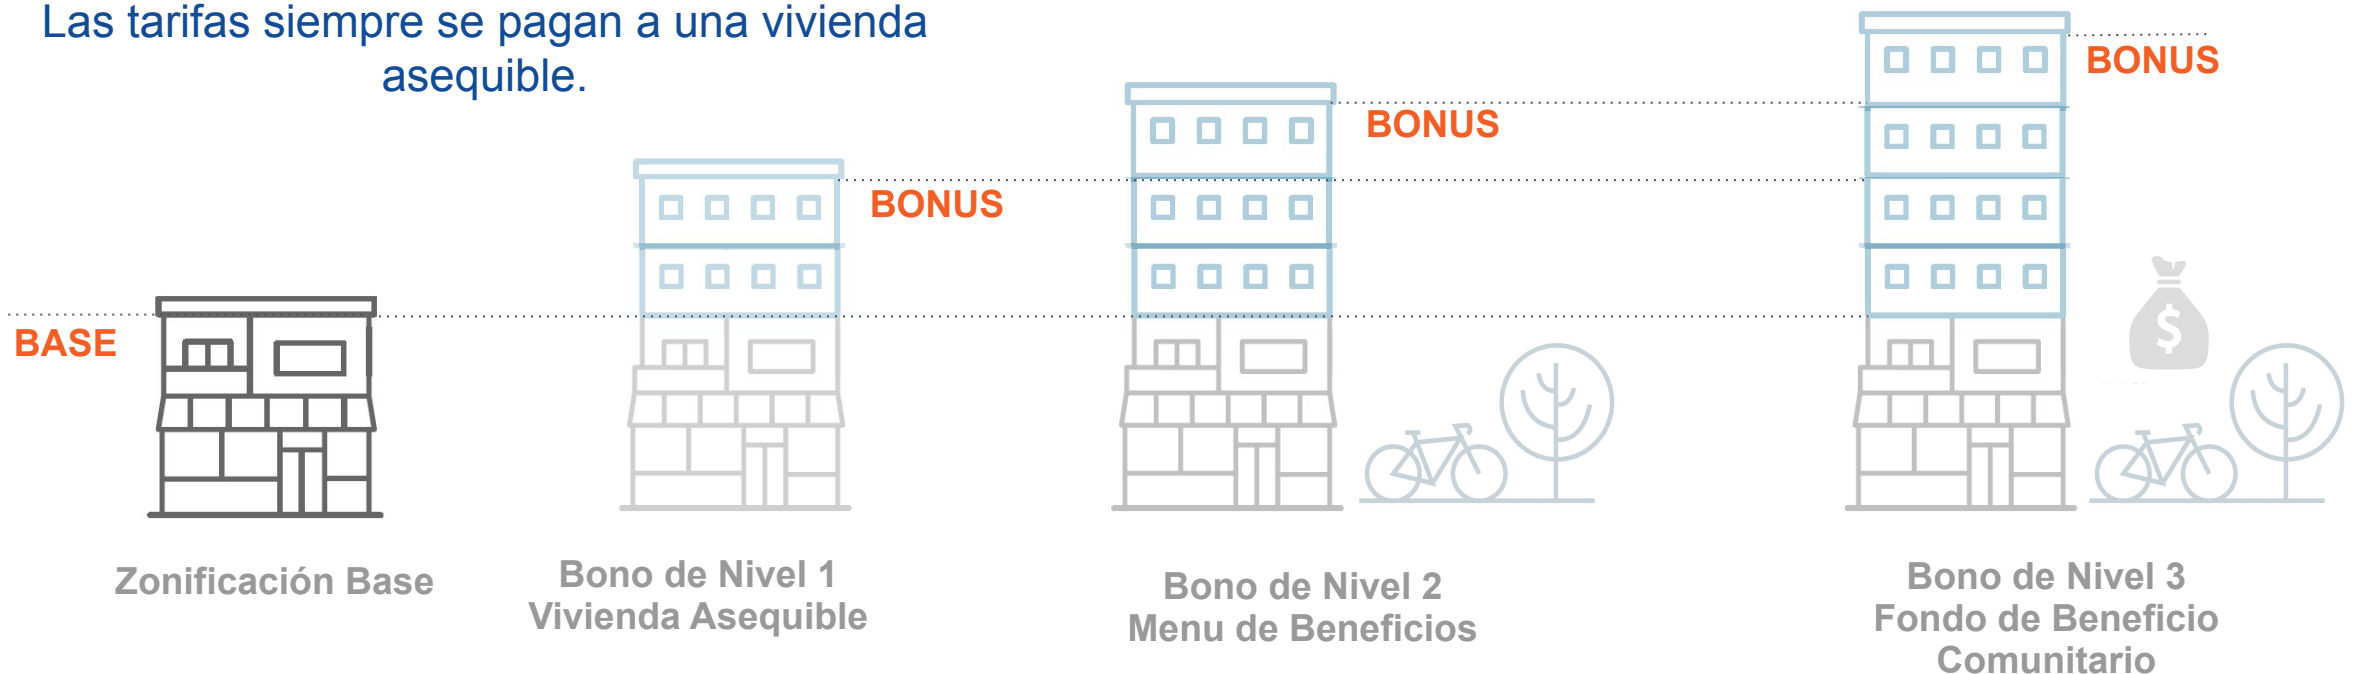 Las tarifas siempre se pagan a una vivienda
asequible.
BONUS
BONUS
BONUS
BASE
$
Zonificación Base
Bono de Nivel 1
Vivienda Asequible
Bono de Nivel 2
Menu de Beneficios
Bono de Nivel 3
Fondo de Beneficio
Comunitario